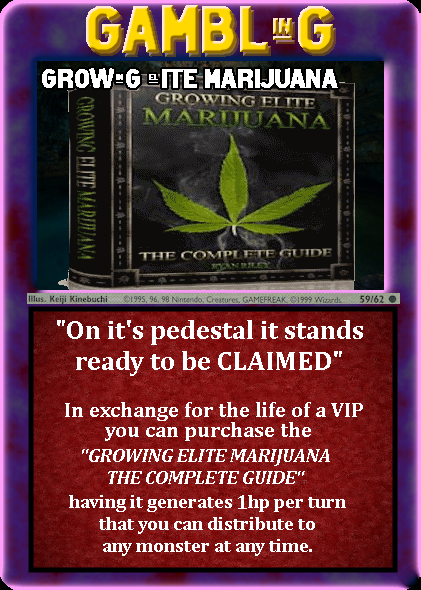 GAMBLING
GROWING ELITE MARIJUANA
GROWING ELITE
MARIJUANA
GROWING ELITE MARIJUANA
THE COMPLETE GUIDE
RYAN RILEY
Illus. Keiji Kinebuchi ©1995, 96, 98 Nintendo, Creatures, GAMEFREAK. ©1999 Wizards. 59/62 ●
"On it's pedestal it stands
ready to be CLAIMED"
In exchange for the life of a VIP
you can purchase the
"GROWING ELITE MARIJUANA
THE COMPLETE GUIDE"
having it generates 1hp per turn
that you can distribute to
any monster at any time.